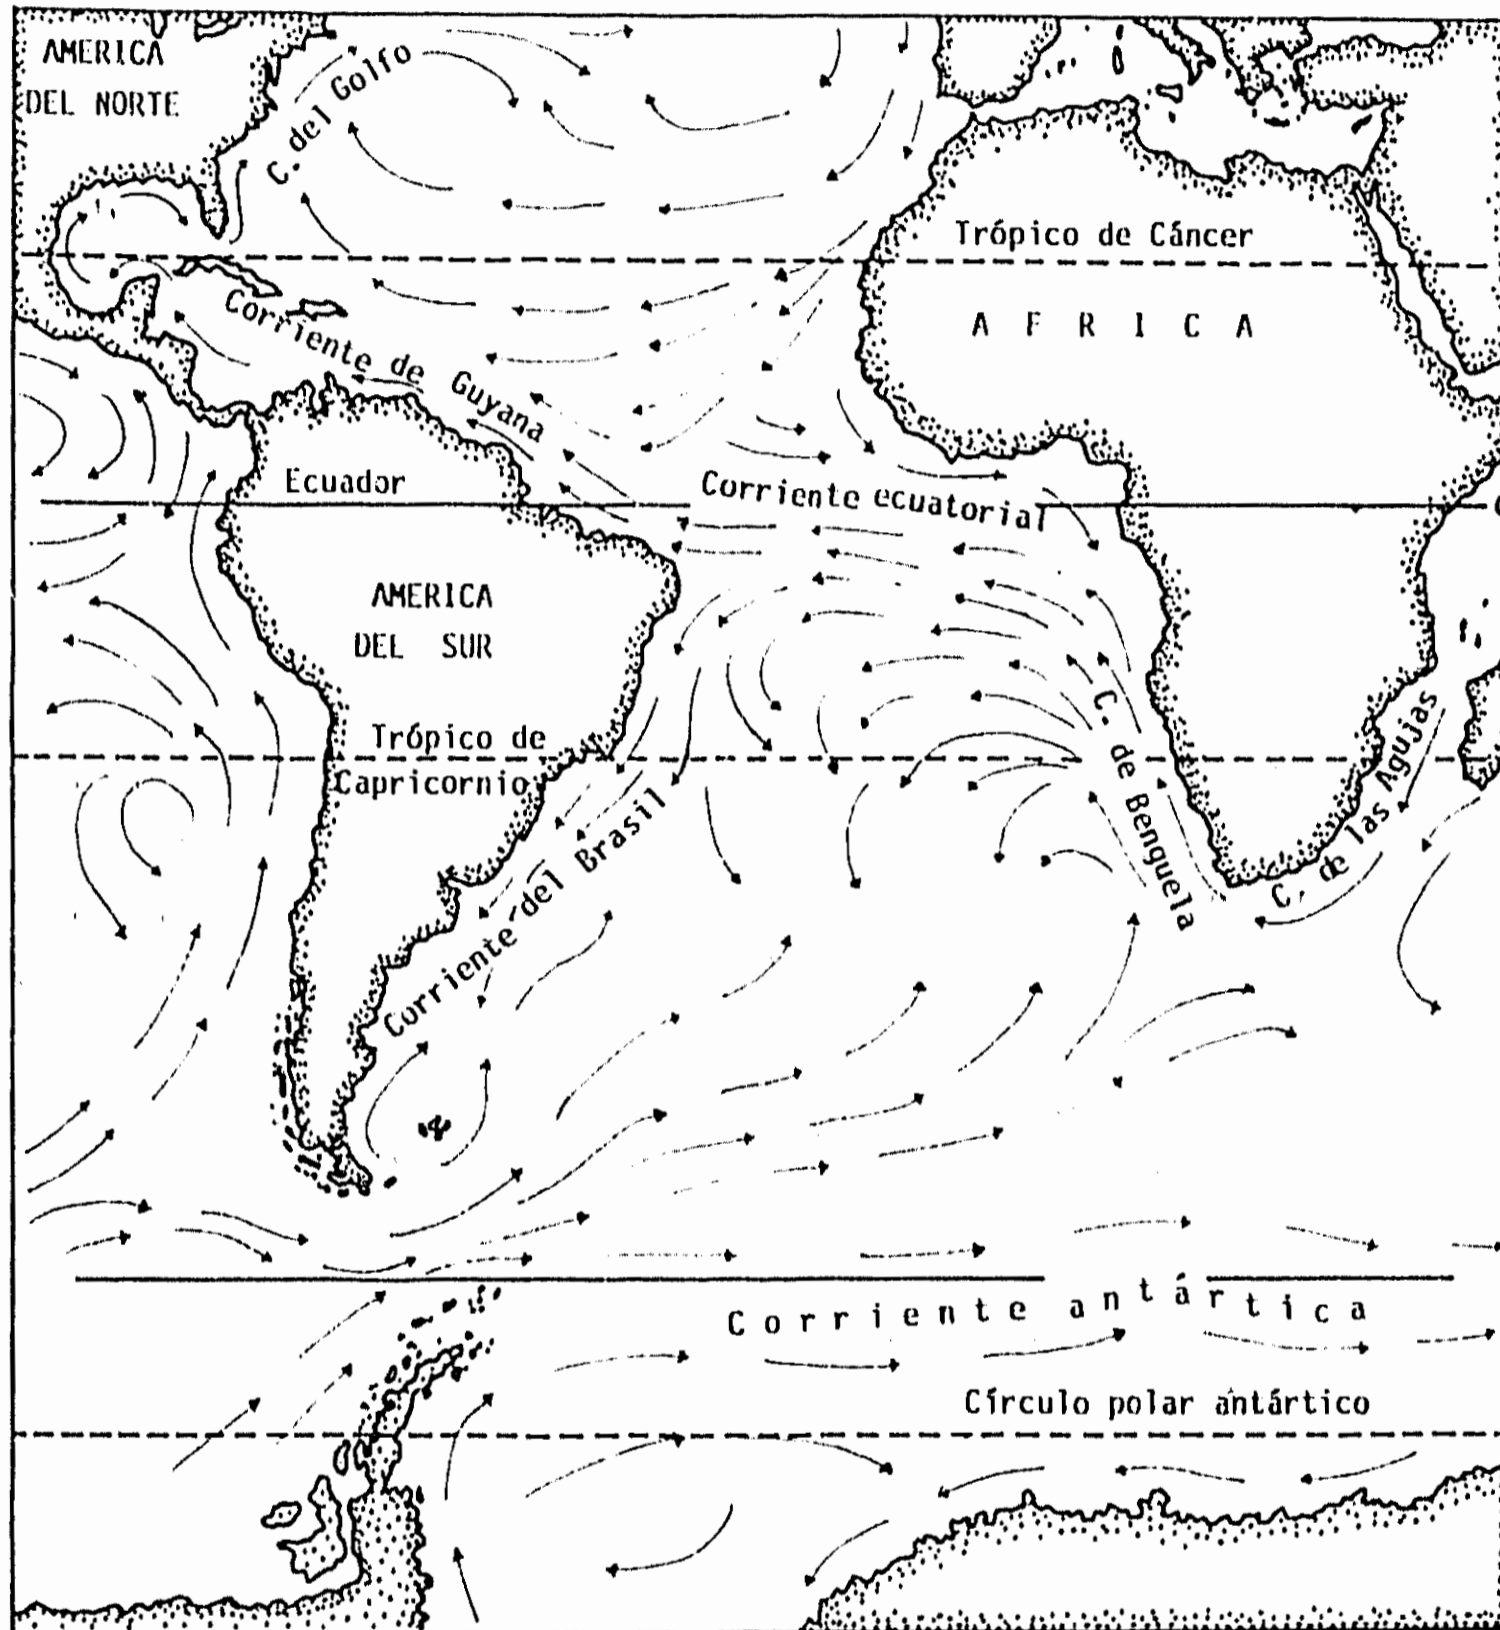 AMERICA
DEL NORTE
C. del Golfo
Trópico de Cáncer
AFRICA
Corriente de Guyana
Ecuador
Corriente ecuatorial
AMERICA
DEL SUR
Trópico de
Capricornio
C. de Benguela
C. de las Agujas
Corriente del Brasil
Corriente antártica
Círculo polar antártico